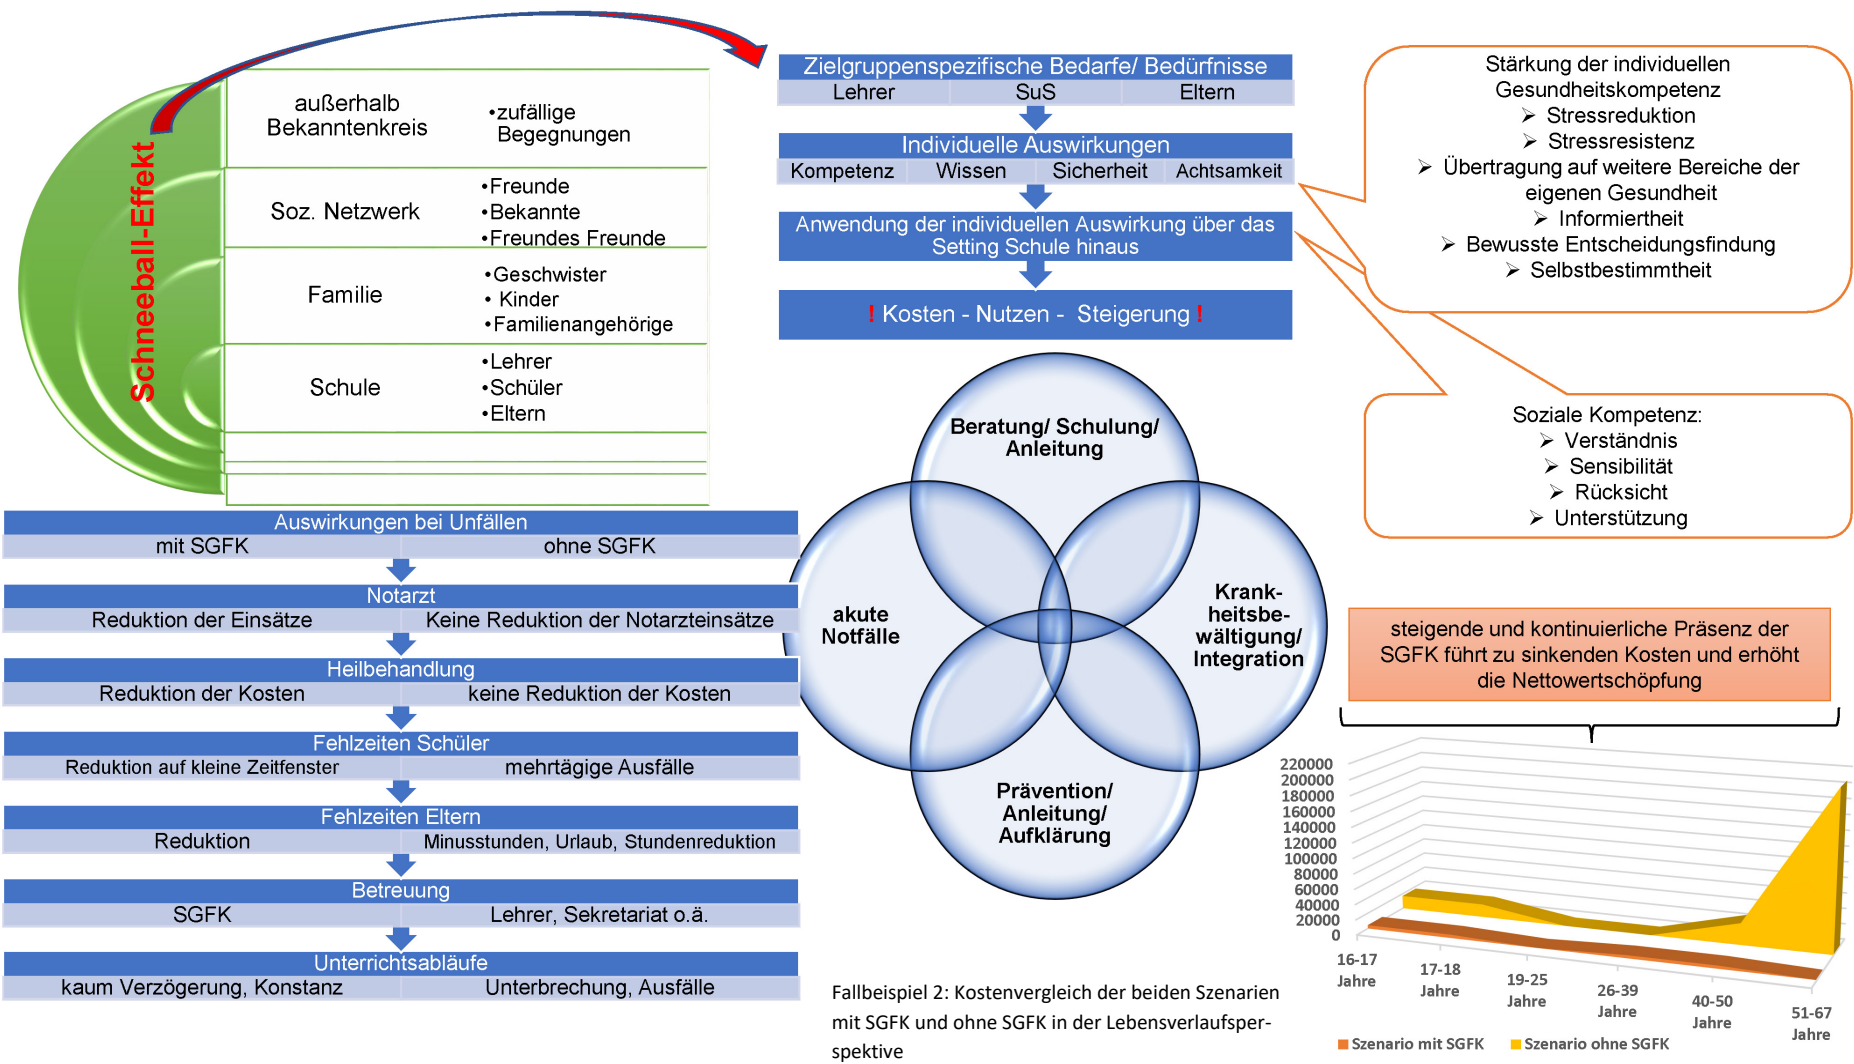 Schneeball-Effekt
außerhalb
Bekanntenkreis
•zufällige
Begegnungen
Soz. Netzwerk
•Freunde
•Bekannte
•Freundes Freunde
Familie
•Geschwister
• Kinder
•Familienangehörige
Schule
•Lehrer
•Schüler
•Eltern
Zielgruppenspezifische Bedarfe/ Bedürfnisse
Lehrer SuS Eltern
Individuelle Auswirkungen
Kompetenz Wissen Sicherheit Achtsamkeit
Anwendung der individuellen Auswirkung über das
Setting Schule hinaus
! Kosten - Nutzen - Steigerung !
Stärkung der individuellen
Gesundheitskompetenz
➢ Stressreduktion
➢ Stressresistenz
➢ Übertragung auf weitere Bereiche der
eigenen Gesundheit
➢ Informiertheit
➢ Bewusste Entscheidungsfindung
➢ Selbstbestimmtheit
Soziale Kompetenz:
➢ Verständnis
➢ Sensibilität
➢ Rücksicht
➢ Unterstützung
Auswirkungen bei Unfällen
mit SGFK ohne SGFK
Notarzt
Reduktion der Einsätze Keine Reduktion der Notarzteinsätze
Heilbehandlung
Reduktion der Kosten keine Reduktion der Kosten
Fehlzeiten Schüler
Reduktion auf kleine Zeitfenster mehrtägige Ausfälle
Fehlzeiten Eltern
Reduktion Minusstunden, Urlaub, Stundenreduktion
Betreuung
SGFK Lehrer, Sekretariat o.ä.
Unterrichtsabläufe
kaum Verzögerung, Konstanz Unterbrechung, Ausfälle
Beratung/ Schulung/
Anleitung
akute
Notfälle
Krank-
heitsbe-
wältigung/
Integration
Prävention/
Anleitung/
Aufklärung
steigende und kontinuierliche Präsenz der
SGFK führt zu sinkenden Kosten und erhöht
die Nettowertschöpfung
220000
200000
180000
160000
140000
120000
100000
80000
60000
40000
20000
0
16-17
Jahre
17-18
Jahre
19-25
Jahre
26-39
Jahre
40-50
Jahre
51-67
Jahre
Szenario mit SGFK Szenario ohne SGFK
Fallbeispiel 2: Kostenvergleich der beiden Szenarien
mit SGFK und ohne SGFK in der Lebensverlaufsper-
spektive